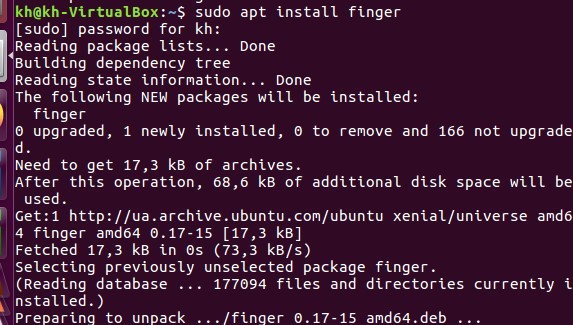 kh@kh-VirtualBox:~$ sudo apt install finger
[sudo] password for kh:
Reading package lists... Done
Building dependency tree
Reading state information... Done
The following NEW packages will be installed:
  finger
0 upgraded, 1 newly installed, 0 to remove and 166 not upgrade
d.
Need to get 17,3 kB of archives.
After this operation, 68,6 kB of additional disk space will be
 used.
Get:1 http://ua.archive.ubuntu.com/ubuntu xenial/universe amd6
4 finger amd64 0.17-15 [17,3 kB]
Fetched 17,3 kB in 0s (73,3 kB/s)
Selecting previously unselected package finger.
(Reading database ... 177094 files and directories currently i
nstalled.)
Preparing to unpack .../finger_0.17-15_amd64.deb ...